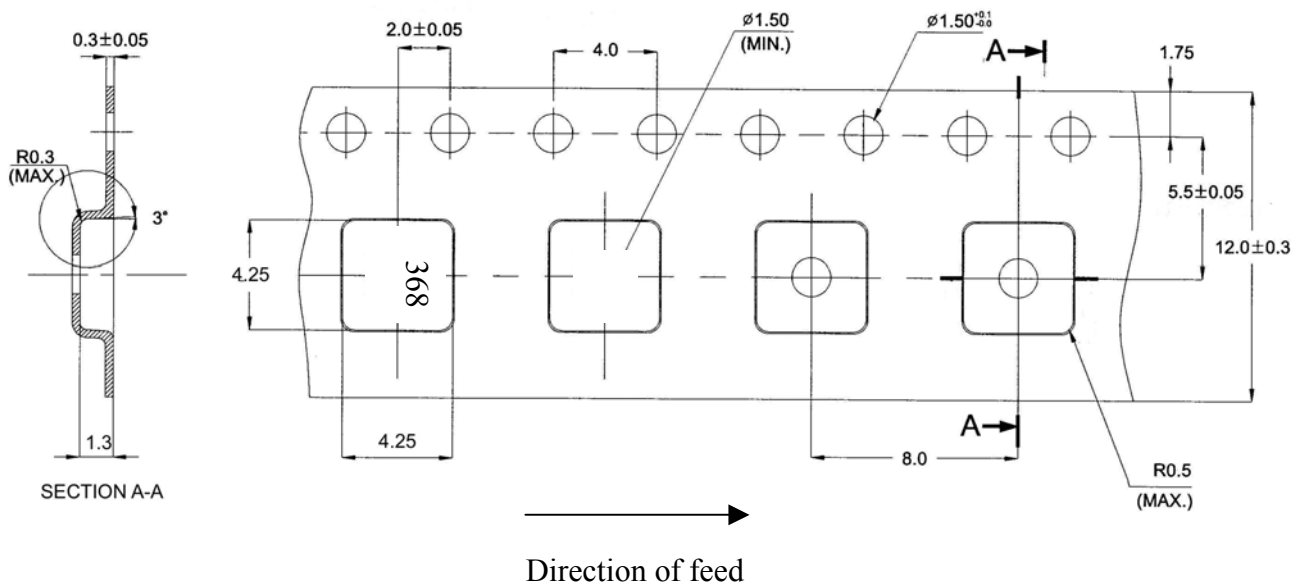 0.3±0.05
2.0±0.05
4.0
ø1.50
(MIN.)
ø1.50 +0.1 -0.0
A
1.75
R0.3
(MAX.)
3°
5.5±0.05
12.0±0.3
4.25
368
1.3
4.25
A
8.0
R0.5
(MAX.)
SECTION A-A
Direction of feed